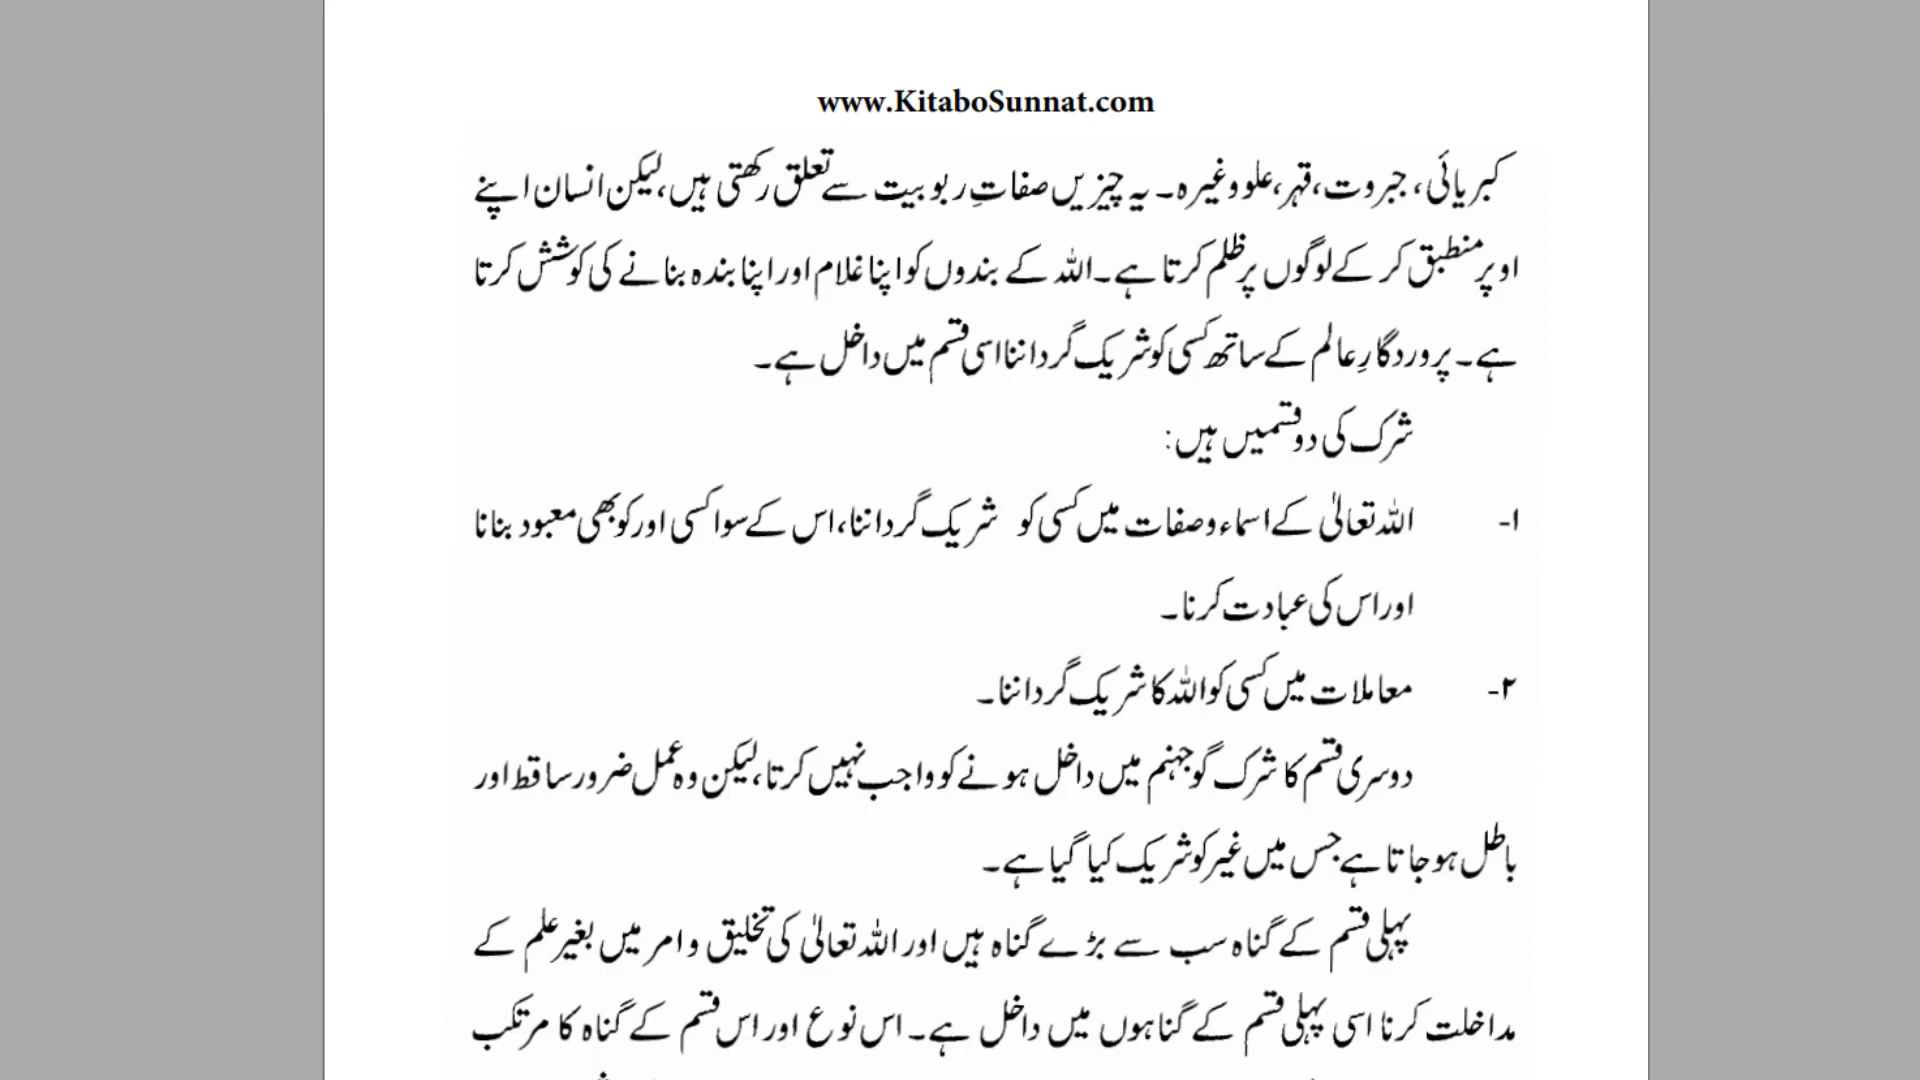 www.KitaboSunnat.com
کبریائی، جبروت، قہر، علو وغیرہ۔ یہ چیزیں صفاتِ ربوبیت سے تعلق رکھتی ہیں، لیکن انسان اپنے
اوپر منطبق کر کے لوگوں پر ظلم کرتا ہے۔ اللہ کے بندوں کو اپنا غلام اور اپنا بندہ بنانے کی کوشش کرتا
ہے۔ پروردگارِ عالم کے ساتھ کسی کو شریک گرداننا اسی قسم میں داخل ہے۔
شرک کی دو قسمیں ہیں:
۱- اللہ تعالیٰ کے اسماء و صفات میں کسی کو شریک گرداننا، اس کے سوا کسی اور کو بھی معبود بنانا
اور اس کی عبادت کرنا۔
۲- معاملات میں کسی کو اللہ کا شریک گرداننا۔
دوسری قسم کا شرک گو جہنم میں داخل ہونے کو واجب نہیں کرتا، لیکن وہ عمل ضرور ساقط اور
باطل ہو جاتا ہے جس میں غیر کو شریک کیا گیا ہے۔
پہلی قسم کے گناہ سب سے بڑے گناہ ہیں اور اللہ تعالیٰ کی تخلیق و امر میں بغیر علم کے
مداخلت کرنا اسی پہلی قسم کے گناہوں میں داخل ہے۔ اس نوع اور اس قسم کے گناہ کا مرتکب